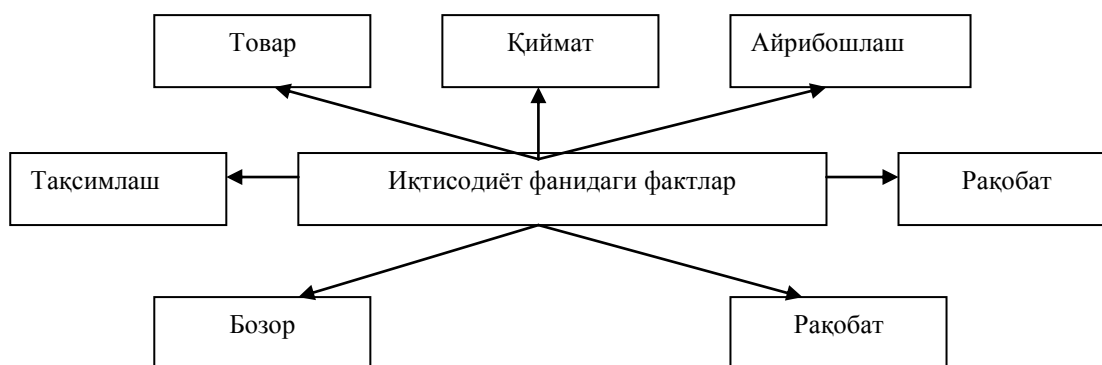 Товар
Қиймат
Айрибошлаш
Тақсимлаш
Иқтисодиёт фанидаги фактлар
Рақобат
Бозор
Рақобат